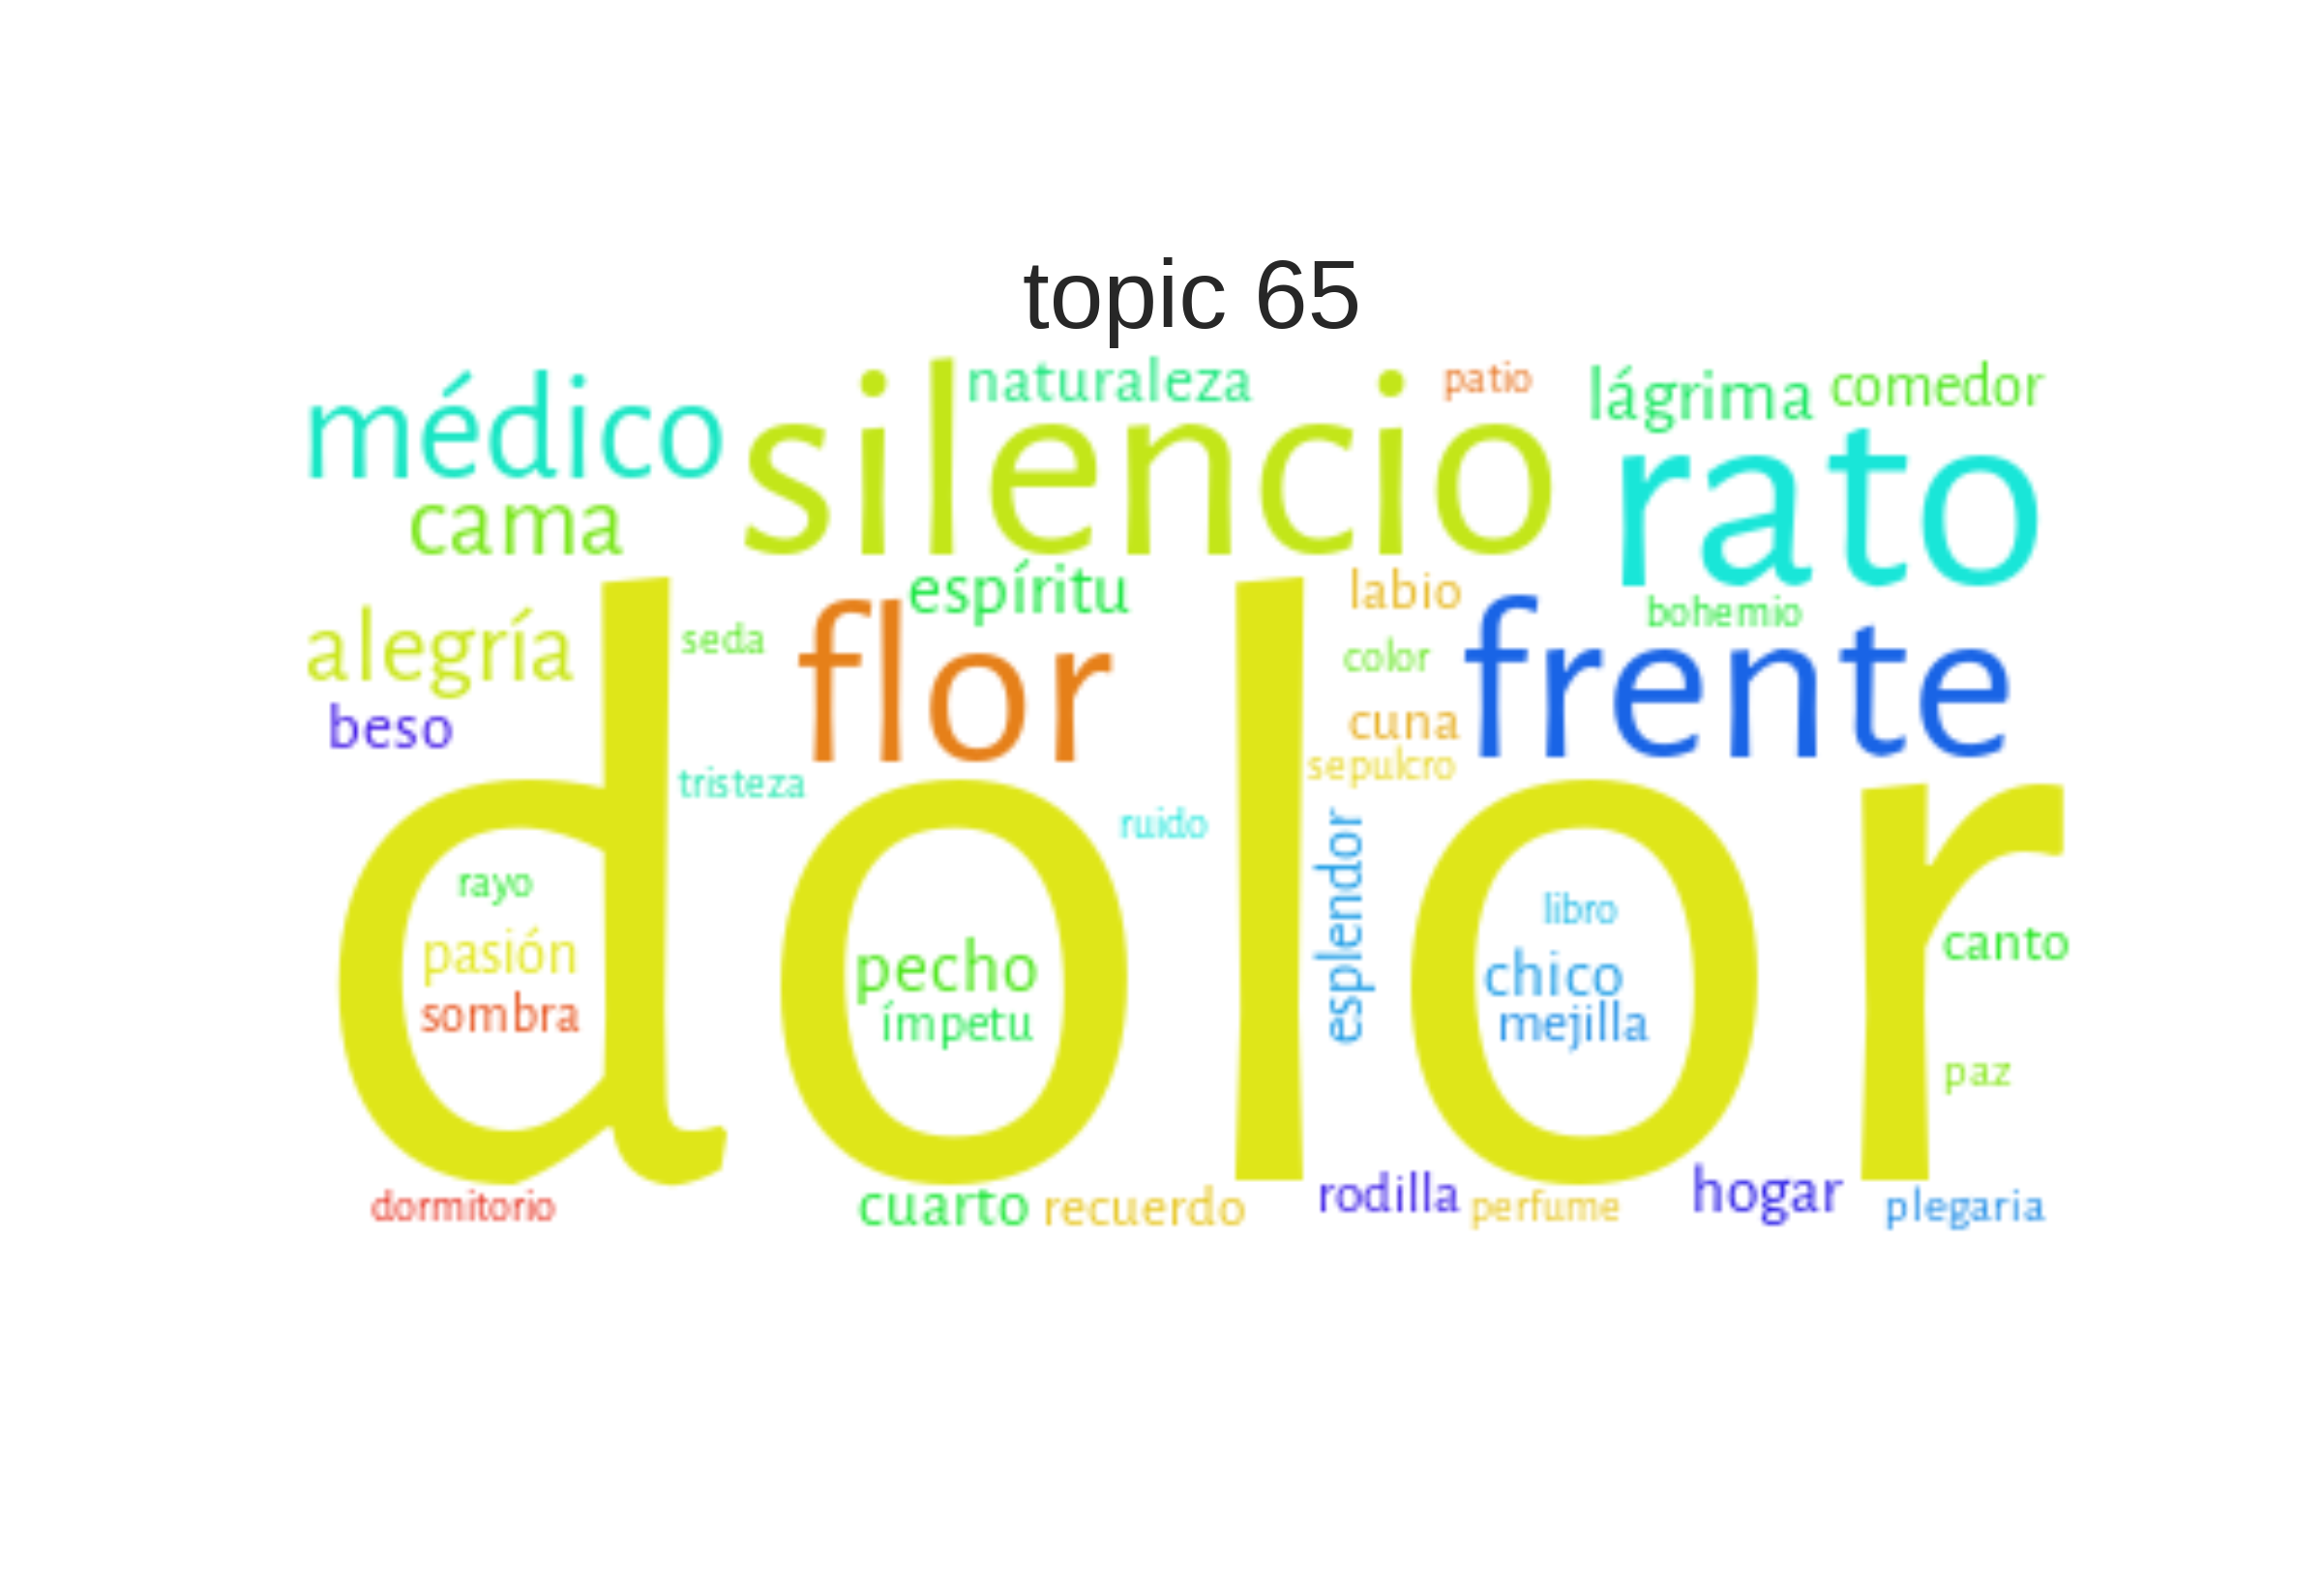 topic 65
médico
silencio
naturaleza
patio
lágrima
comedor
rato
cama
espíritu
labio
bohemio
alegría
seda
flor
color
frente
beso
cuna
tristeza
sepulcro
ruido
dolor
rayo
pasión
sombra
pecho
ímpetu
esplendor
libro
chico
mejilla
canto
paz
dormitorio
cuarto
recuerdo
rodilla
perfume
hogar
plegaria